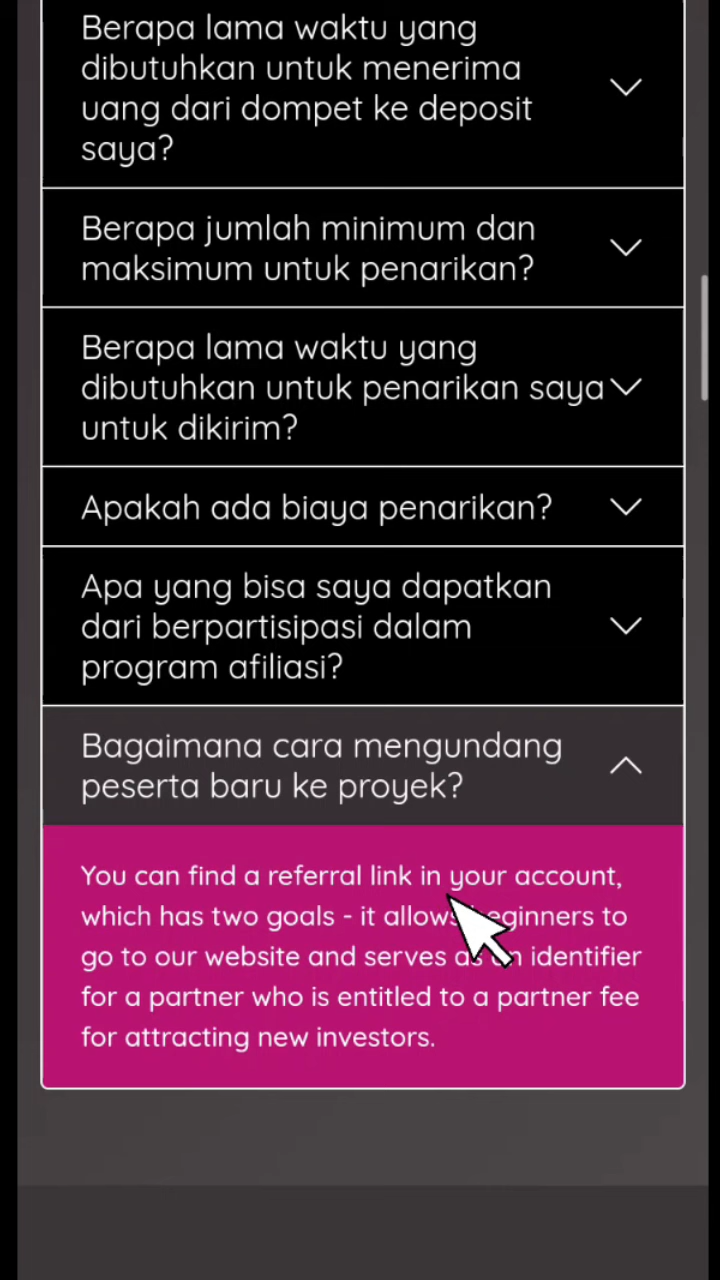 Berapa lama waktu yang
dibutuhkan untuk menerima
uang dari dompet ke deposit
saya?
Berapa jumlah minimum dan
maksimum untuk penarikan?
Berapa lama waktu yang
dibutuhkan untuk penarikan saya
untuk dikirim?
Apakah ada biaya penarikan?
Apa yang bisa saya dapatkan
dari berpartisipasi dalam
program afiliasi?
Bagaimana cara mengundang
peserta baru ke proyek?
You can find a referral link in your account,
which has two goals - it allows beginners to
go to our website and serves as an identifier
for a partner who is entitled to a partner fee
for attracting new investors.